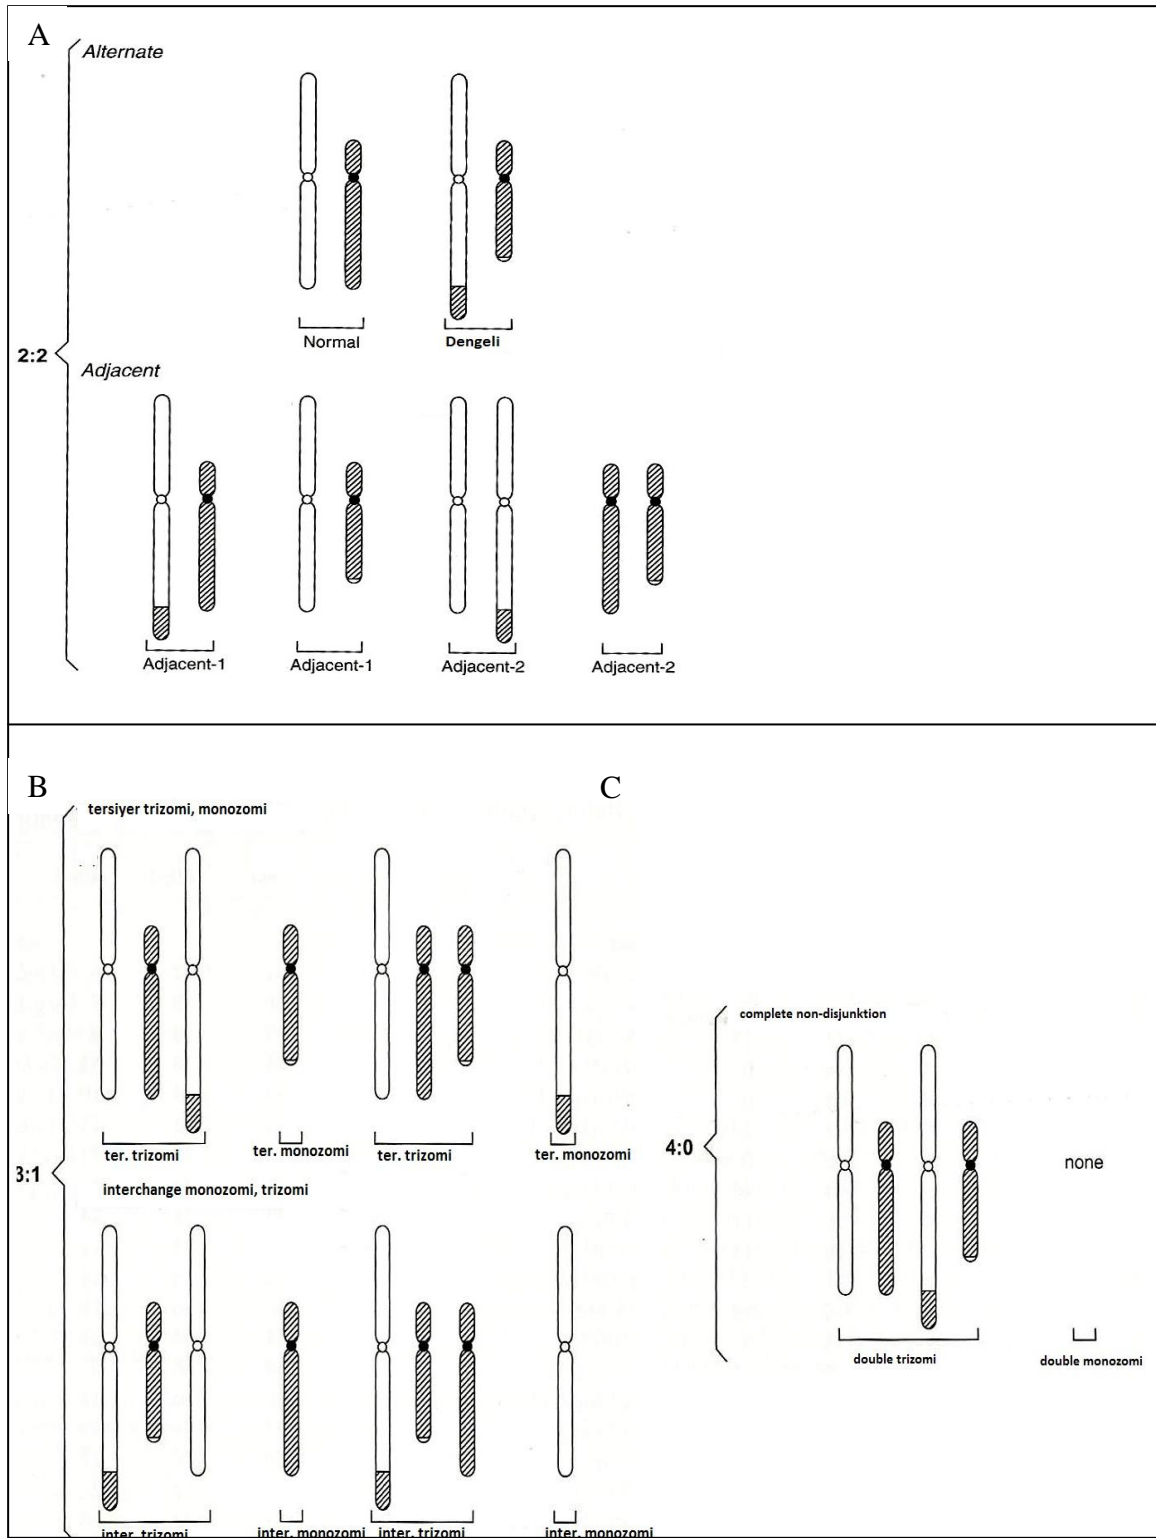 A
Alternate
Normal
Dengeli
2:2
Adjacent
Adjacent-1
Adjacent-1
Adjacent-2
Adjacent-2
B
tersiyer trizomi, monozomi
ter. trizomi
ter. monozomi
ter. trizomi
ter. monozomi
3:1
interchange monozomi, trizomi
inter. trizomi
inter. monozomi
inter. trizomi
inter. monozomi
C
complete non-disjunktion
4:0
none
double trizomi
double monozomi